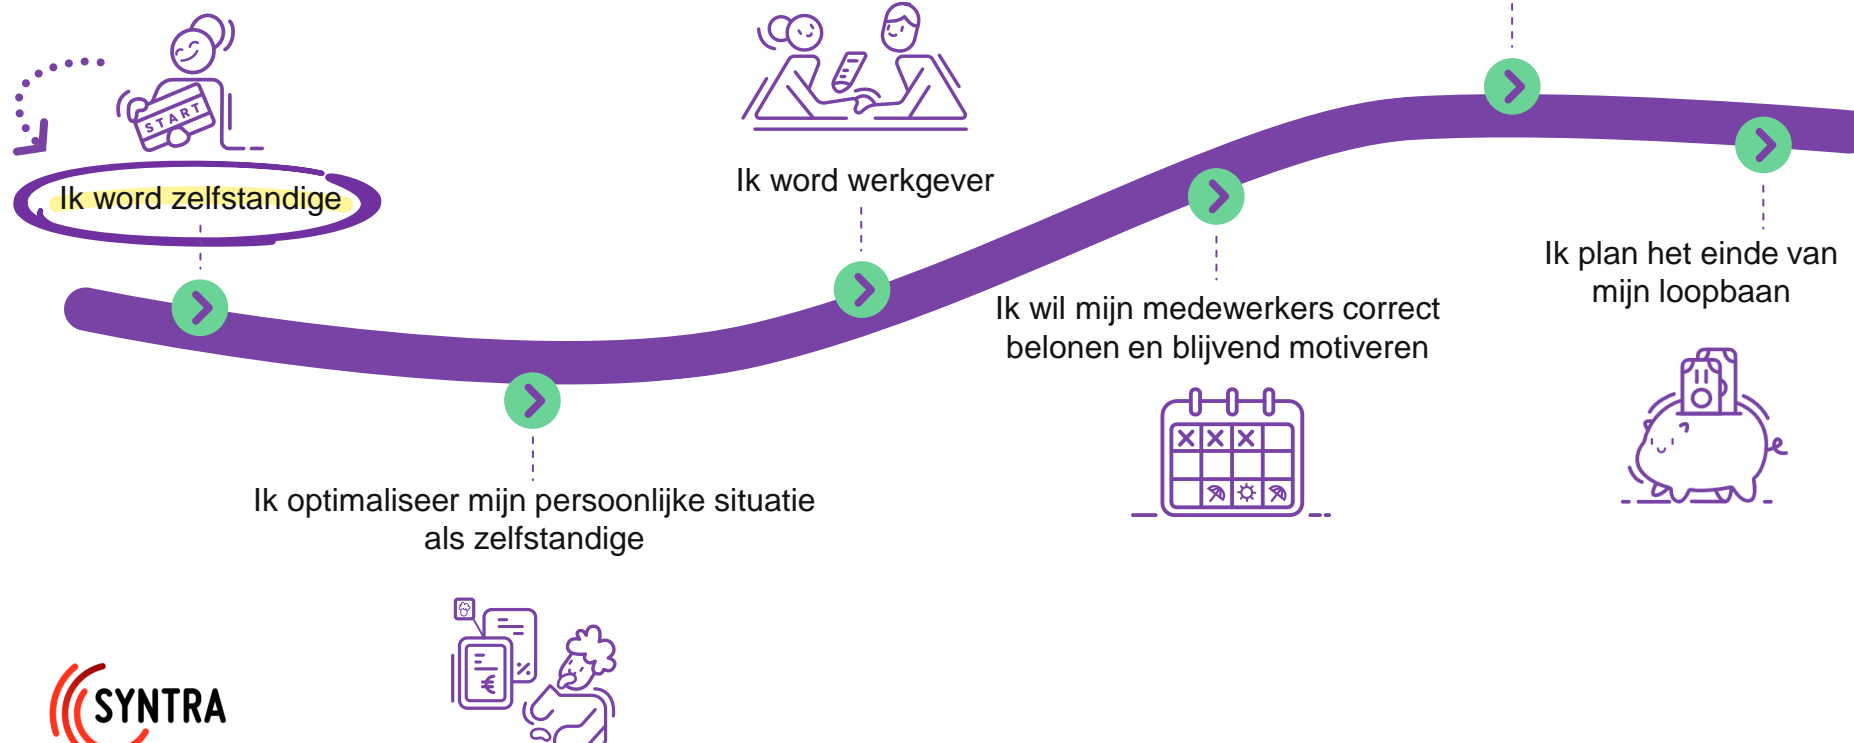 START
Ik word zelfstandige
Ik word werkgever
Ik wil mijn medewerkers correct
belonen en blijvend motiveren
Ik plan het einde van
mijn loopbaan
Ik optimaliseer mijn persoonlijke situatie
als zelfstandige
%
€
SYNTRA